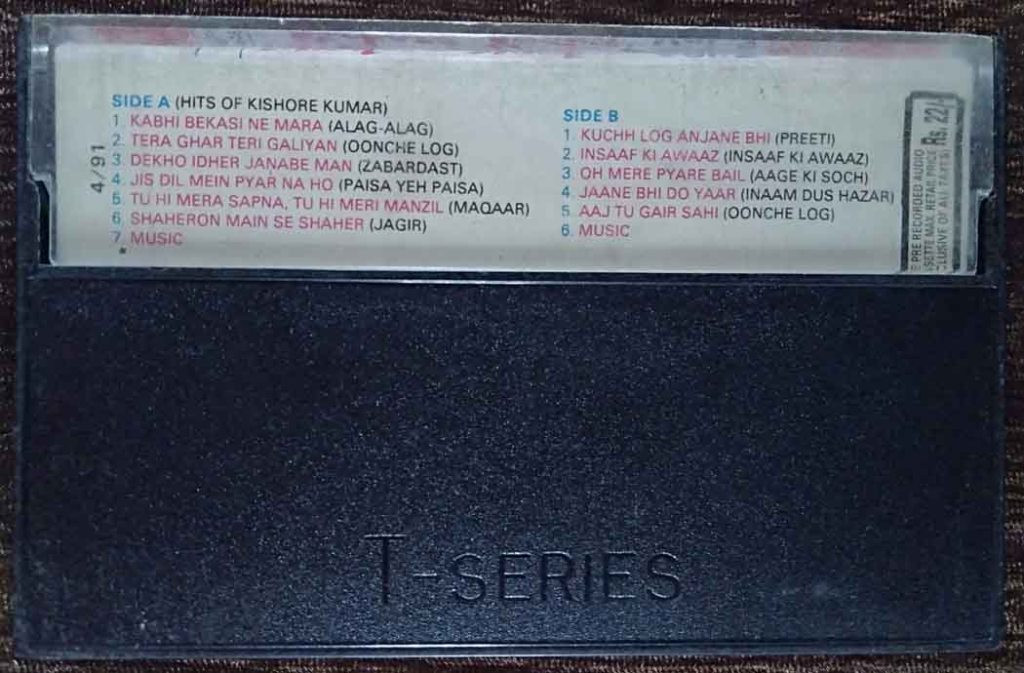 SIDE A (HITS OF KISHORE KUMAR)
1. KABHI BEKASI NE MARA (ALAG-ALAG)
2. TERA GHAR TERI GALIYAN (OONCHE LOG)
3. DEKHO IDHER JANABE MAN (ZABARDAST)
4. JIS DIL MEIN PYAR NA HO (PAISA YEH PAISA)
5. TU HI MERA SAPNA, TU HI MERI MANZIL (MAQAAR)
6. SHAHERON MAIN SE SHAHER (JAGIR)
7. MUSIC
*
4/91
SIDE B
1. KUCHH LOG ANJANE BHI (PREETI)
2. INSAAF KI AWAAZ (INSAAF KI AWAAZ)
3. OH MERE PYARE BAIL (AAGE KI SOCH)
4. JAANE BHI DO YAAR (INAAM DUS HAZAR)
5. AAJ TU GAIR SAHI (OONCHE LOG)
6. MUSIC
PRE RECORDED AUDIO
MAX. RETAIL PRICE Rs. 22/-
OF ALL TAXES)
T-SERIES